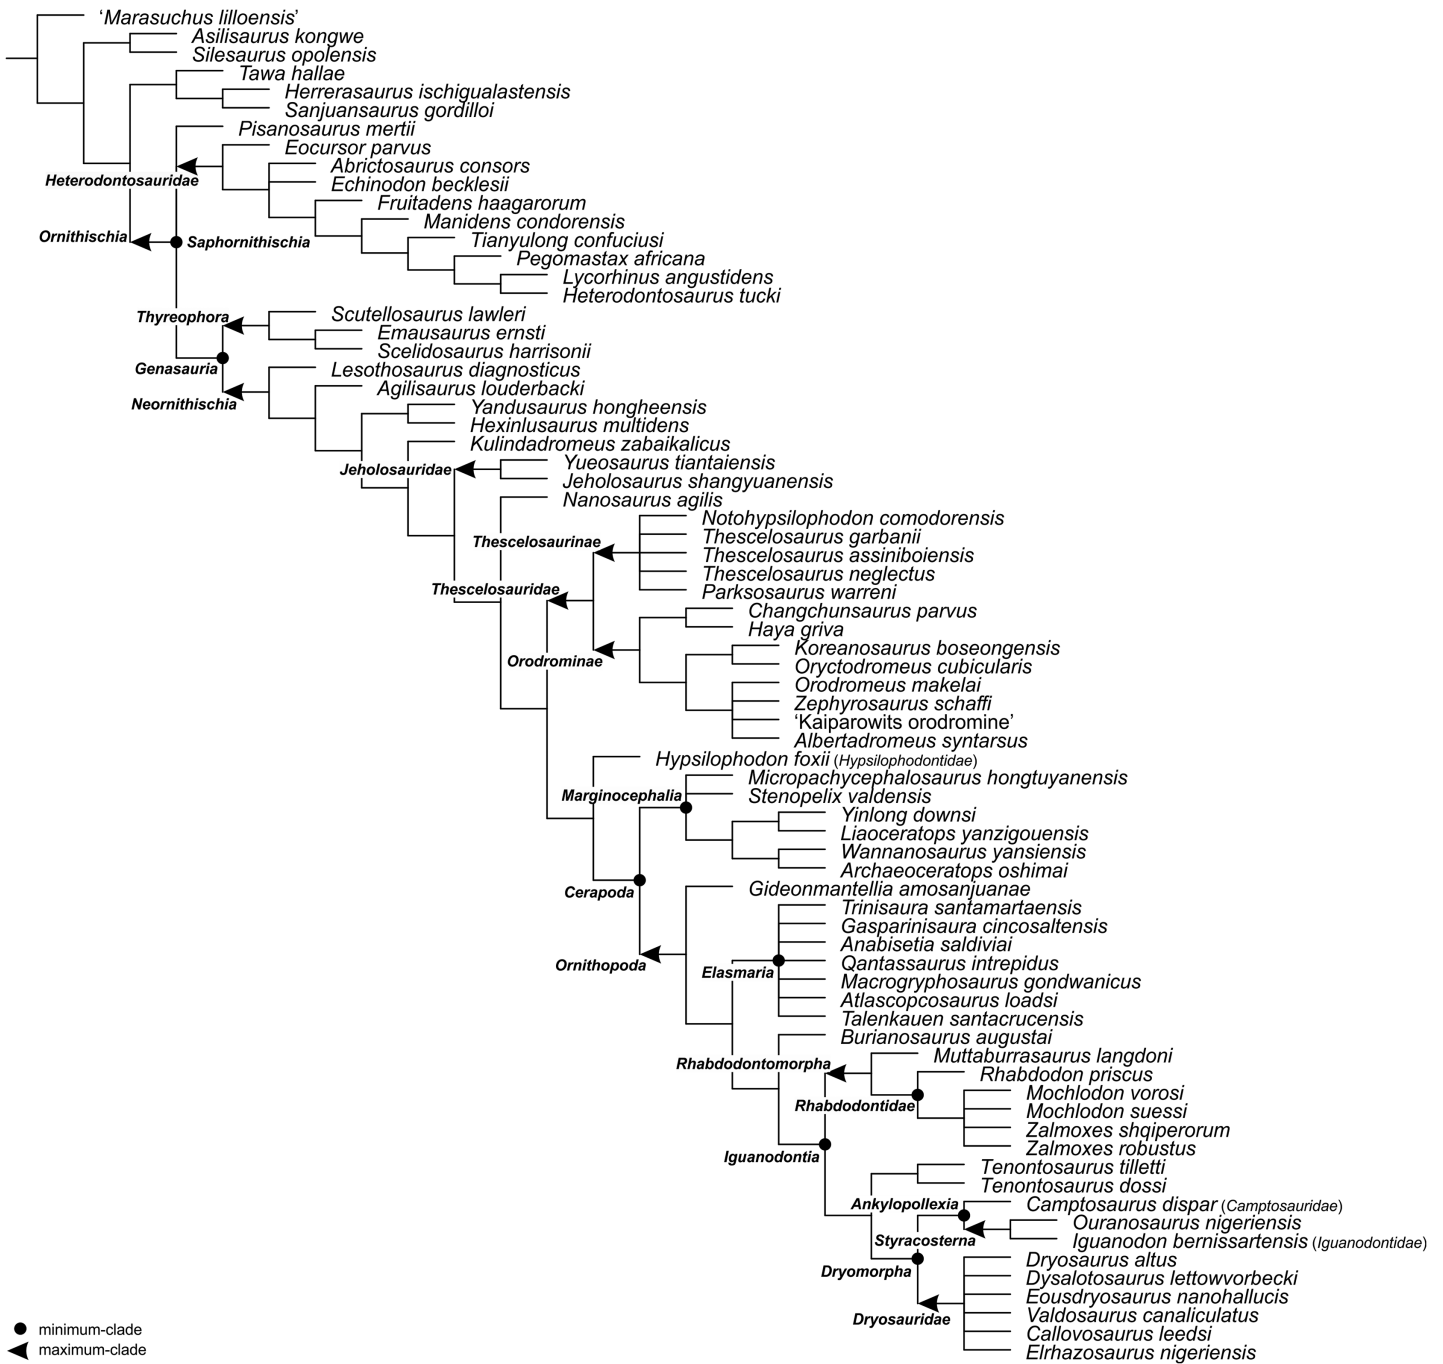 ‘Marasuchus lilloensis’
Asilisaurus kongwe
Silesaurus opolensis
Tawa hallae
Herrerasaurus ischigualastensis
Sanjuansaurus gordilloi
Pisanosaurus mertii
Eocursor parvus
Abrictosaurus consors
Heterodontosauridae
Echinodon becklesii
Fruitadens haagarorum
Manidens condorensis
Ornithischia
Saphornithischia
Tianyulong confuciusi
Pegomastax africana
Lycorhinus angustidens
Heterodontosaurus tucki
Thyreophora
Scutellosaurus lawleri
Emausaurus ernsti
Scelidosaurus harrisonii
Genasauria
Lesothosaurus diagnosticus
Agilisaurus louderbacki
Neornithischia
Yandusaurus hongheensis
Hexinlusaurus multidens
Kulindadromeus zabaikalicus
Jeholosauridae
Yueosaurus tiantaiensis
Jeholosaurus shangyuanensis
Nanosaurus agilis
Notohypsilophodon comodorensis
Thescelosaurinae
Thescelosaurus garbanii
Thescelosaurus assiniboiensis
Thescelosaurus neglectus
Thescelosauridae
Parksosaurus warreni
Changchunsaurus parvus
Haya griva
Koreanosaurus boseongensis
Orodrominae
Oryctodromeus cubicularis
Orodromeus makelai
Zephyrosaurus schaffi
‘Kaiparowits orodromine’
Albertadromeus syntarsus
Hypsilophodon foxii (Hypsilophodontidae)
Micropachycephalosaurus hongtuyanensis
Marginocephalia
Stenopelix valdensis
Yinlong downsi
Liaoceratops yanzigouensis
Wannanosaurus yansiensis
Archaeoceratops oshimai
Cerapoda
Gideonmantellia amosanjuanae
Trinisaura santamartaensis
Gasparinisaura cincosaltensis
Anabisetia saldiviai
Ornithopoda
Elasmaria
Qantassaurus intrepidus
Macrogryphosaurus gondwanicus
Atlascopcosaurus loadsi
Talenkauen santacrucensis
Burianosaurus augustai
Rhabdodontomorpha
Muttaburrasaurus langdoni
Rhabdodon priscus
Mochlodon vorosi
Rhabdodontidae
Mochlodon suessi
Zalmoxes shqiperorum
Zalmoxes robustus
Iguanodontia
Tenontosaurus tilletti
Tenontosaurus dossi
Ankylopollexia
Camptosaurus dispar (Camptosauridae)
Ouranosaurus nigeriensis
Styracosterna
Iguanodon bernissartensis (Iguanodontidae)
Dryosaurus altus
Dryomorpha
Dysalotosaurus lettowvorbecki
Eousdryosaurus nanohallucis
Dryosauridae
Valdosaurus canaliculatus
Callovosaurus leedsi
Elrhazosaurus nigeriensis
minimum-clade
maximum-clade